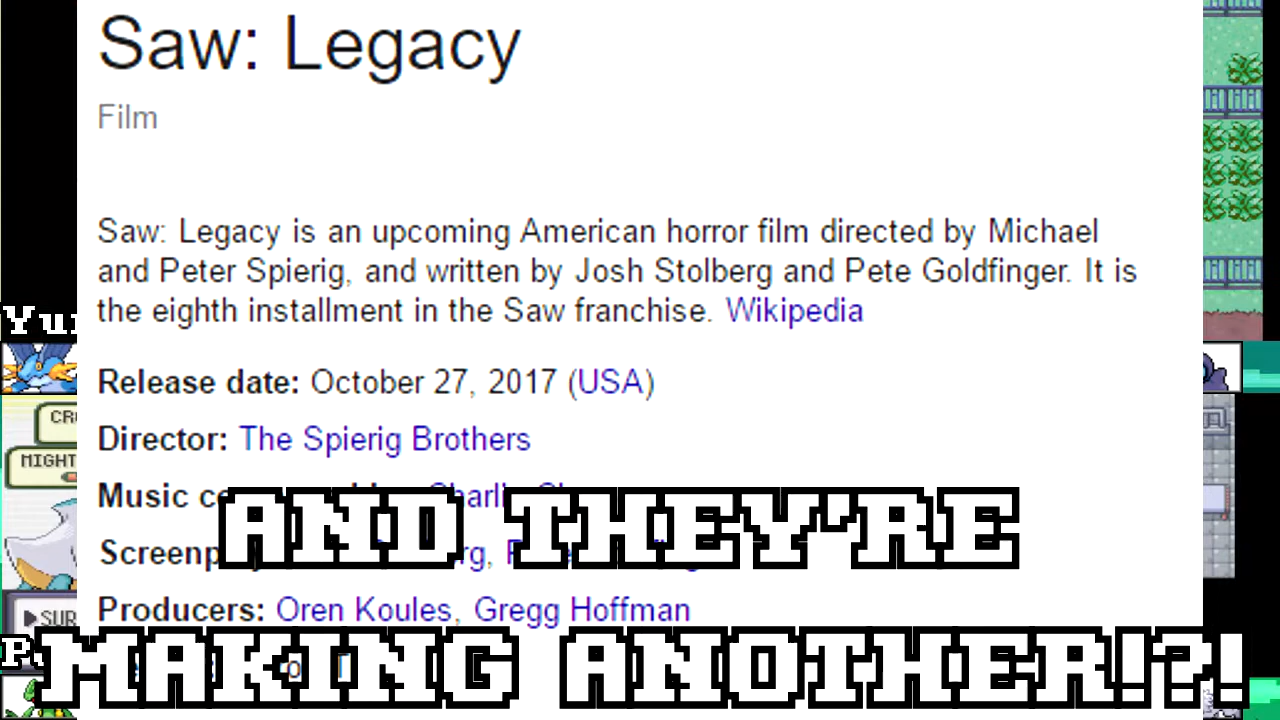 Saw: Legacy
Film
Saw: Legacy is an upcoming American horror film directed by Michael
and Peter Spierig, and written by Josh Stolberg and Pete Goldfinger. It is
the eighth installment in the Saw franchise. Wikipedia
Release date: October 27, 2017 (USA)
Director: The Spierig Brothers
Music
AND THEY'RE
Producers: Oren Koules, Gregg Hoffman
MAKING ANOTHER!?!